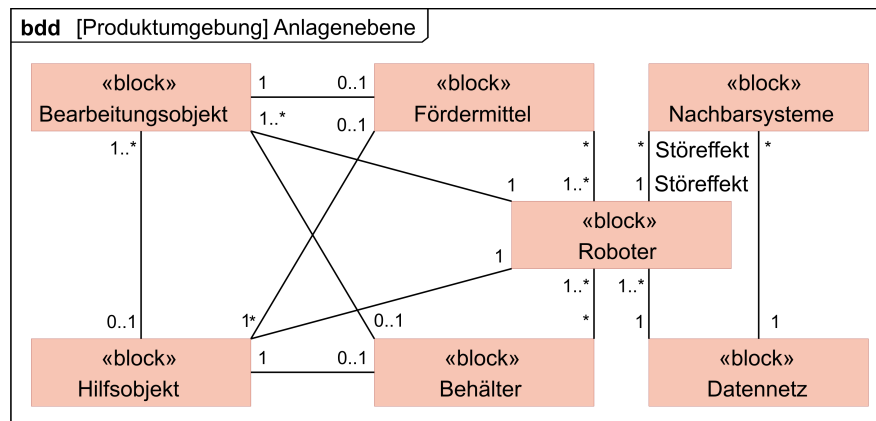 bdd [Produktumgebung] Anlagenebene
«block»
Bearbeitungsobjekt
1
0..1
«block»
Fördermittel
«block»
Nachbarsysteme
1..*
1..*
0..1
*
*
Störeffekt
*
1
1..*
1
Störeffekt
«block»
Roboter
1
1..*
1..*
0..1
1*
0..1
*
1
1
«block»
Hilfsobjekt
1
0..1
«block»
Behälter
«block»
Datennetz